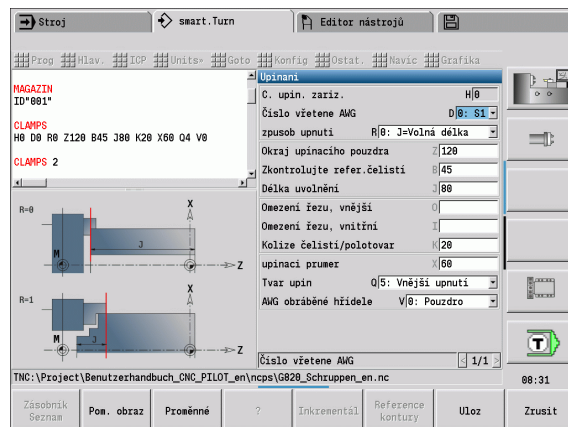 Stroj
smart.Turn
Editor nástrojů
Prog Hlav. ICP Units» Goto Konfig Ostat. Navíc Grafika
MAGAZIN
ID"001"
CLAMPS
H0 D0 R0 Z120 B45 J80 K20 X60 Q4 V0
CLAMPS 2
Upinani
C. upin. zariz. H 0
Číslo vřetene AWG D 0: S1
zpusob upnuti R 0: J=Volná délka
Okraj upínacího pouzdra Z 120
Zkontrolujte refer.čelistí B 45
Délka uvolnění J 80
Omezení řezu, vnější O
Omezení řezu, vnitřní I
Kolize čelistí/polotovar K 20
upinaci prumer X 60
Tvar upin Q 5: Vnější upnutí
AWG obráběné hřídele V 0: Pouzdro
Číslo vřetene AWG < 1/1 >
R=0
X
J
M
Z
R=1
X
M
J
Z
T
TNC:\Project\Benutzerhandbuch_CNC_PILOT_en\ncps\G820_Schruppen_en.nc
08:31
Zásobník Seznam
Pom. obraz
Proměnné
?
Inkrementál
Reference kontury
Uloz
Zrusit